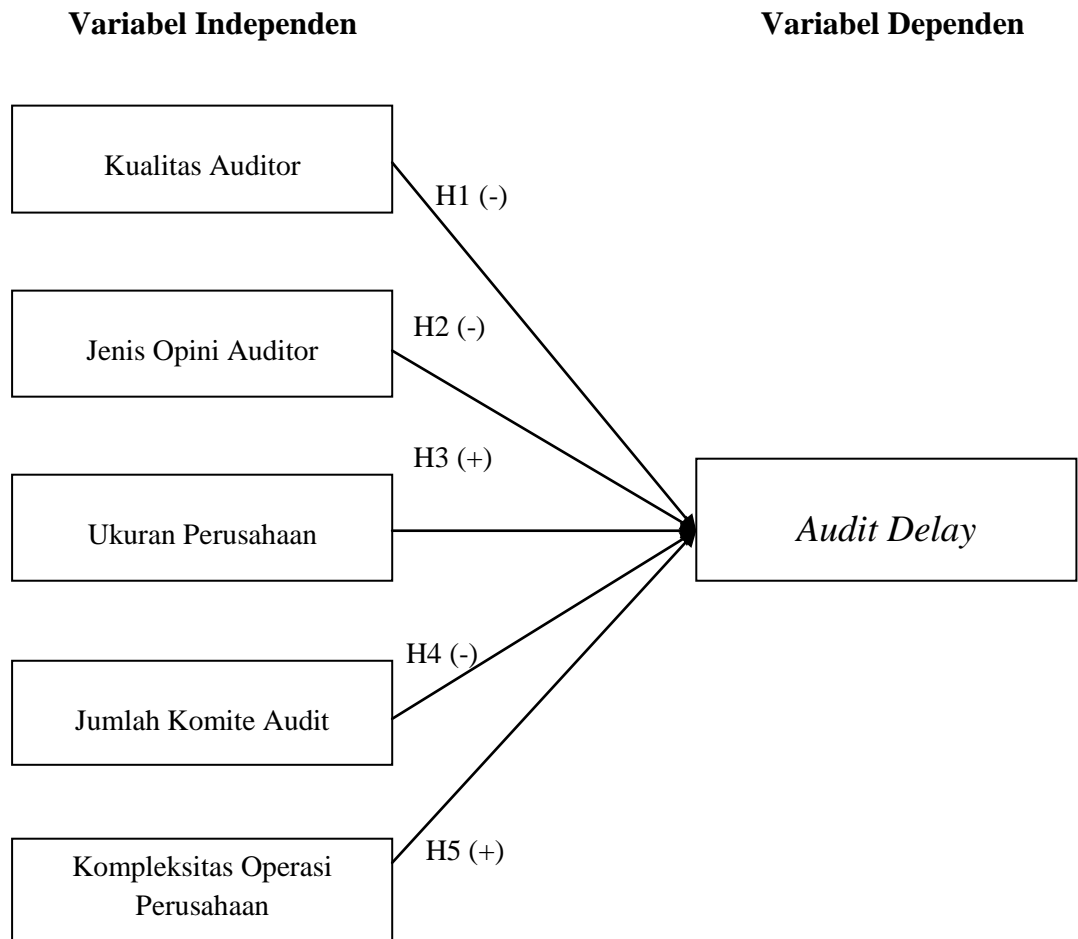 Variabel Independen
Variabel Dependen
Kualitas Auditor
H1 (-)
Jenis Opini Auditor
H2 (-)
H3 (+)
Ukuran Perusahaan
Audit Delay
H4 (-)
Jumlah Komite Audit
H5 (+)
Kompleksitas Operasi
Perusahaan